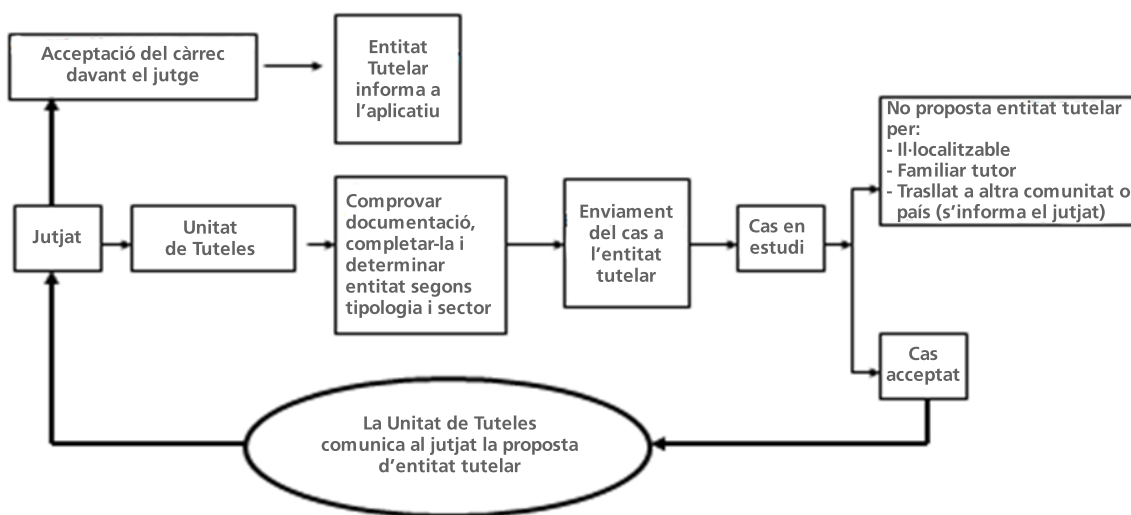 Acceptació del càrrec
davant el jutge
Entitat
Tutelar
informa a
l’aplicatiu
No proposta entitat tutelar
per:
- Il·localitzable
- Familiar tutor
- Trasllat a altra comunitat o
país (s’informa el jutjat)
Jutjat
Unitat
de Tuteles
Comprovar
documentació,
completar-la i
determinar
entitat segons
tipologia i sector
Enviament
del cas a
l’entitat
tutelar
Cas en
estudi
Cas
acceptat
La Unitat de Tuteles
comunica al jutjat la proposta
d’entitat tutelar